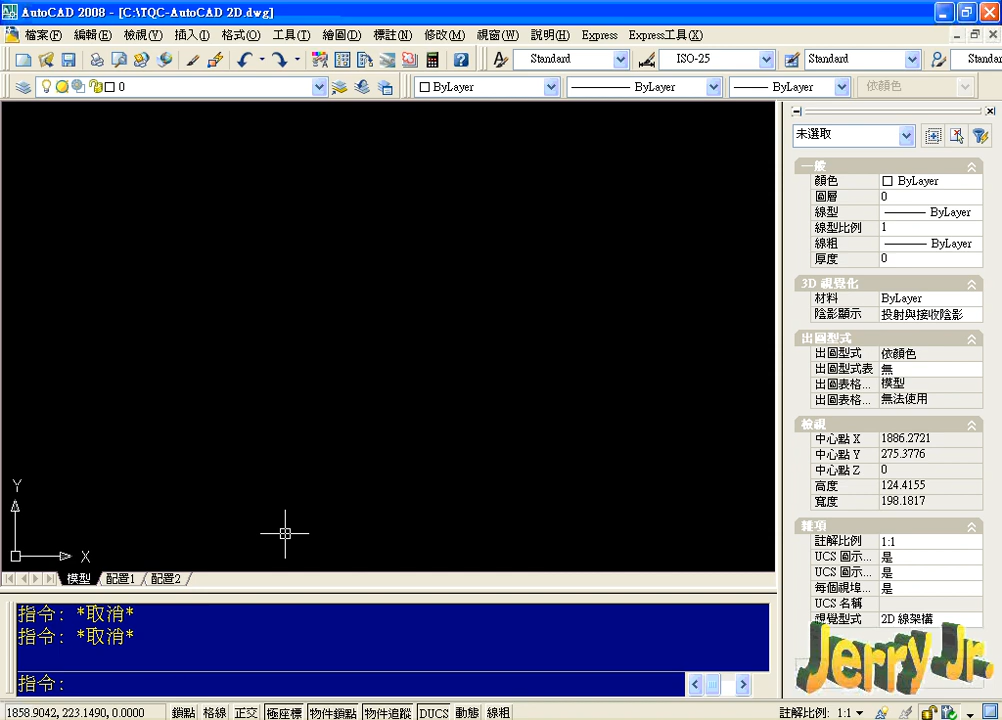 AutoCAD 2008 - [C:\TQC-AutoCAD 2D.dwg]
檔案(F) 編輯(E) 檢視(V) 插入(I) 格式(O) 工具(T) 繪圖(D) 標註(N) 修改(M) 視窗(W) 說明(H) Express Express工具(X)
Standard ISO-25 Standard Standa
0 ByLayer ByLayer ByLayer 依顏色
未選取
一般
顏色 ByLayer
圖層 0
線型 ByLayer
線型比例 1
線粗 ByLayer
厚度 0
3D 視覺化
材料 ByLayer
陰影顯示 投射與接收陰影
出圖型式
出圖型式 依顏色
出圖型式表 無
出圖表格... 模型
出圖表格... 無法使用
檢視
中心點 X 1886.2721
中心點 Y 275.3776
中心點 Z 0
高度 124.4155
寬度 198.1817
雜項
註解比例 1:1
UCS 圖示... 是
UCS 圖示... 是
每個視埠... 是
UCS 名稱
視覺型式 2D 線架構
Jerry Jr.
Y
X
模型 配置1 配置2
指令: *取消*
指令: *取消*
指令:
1858.9042, 223.1490, 0.0000 鎖點 格線 正交 極座標 物件鎖點 物件追蹤 DUCS 動態 線粗 註解比例: 1:1